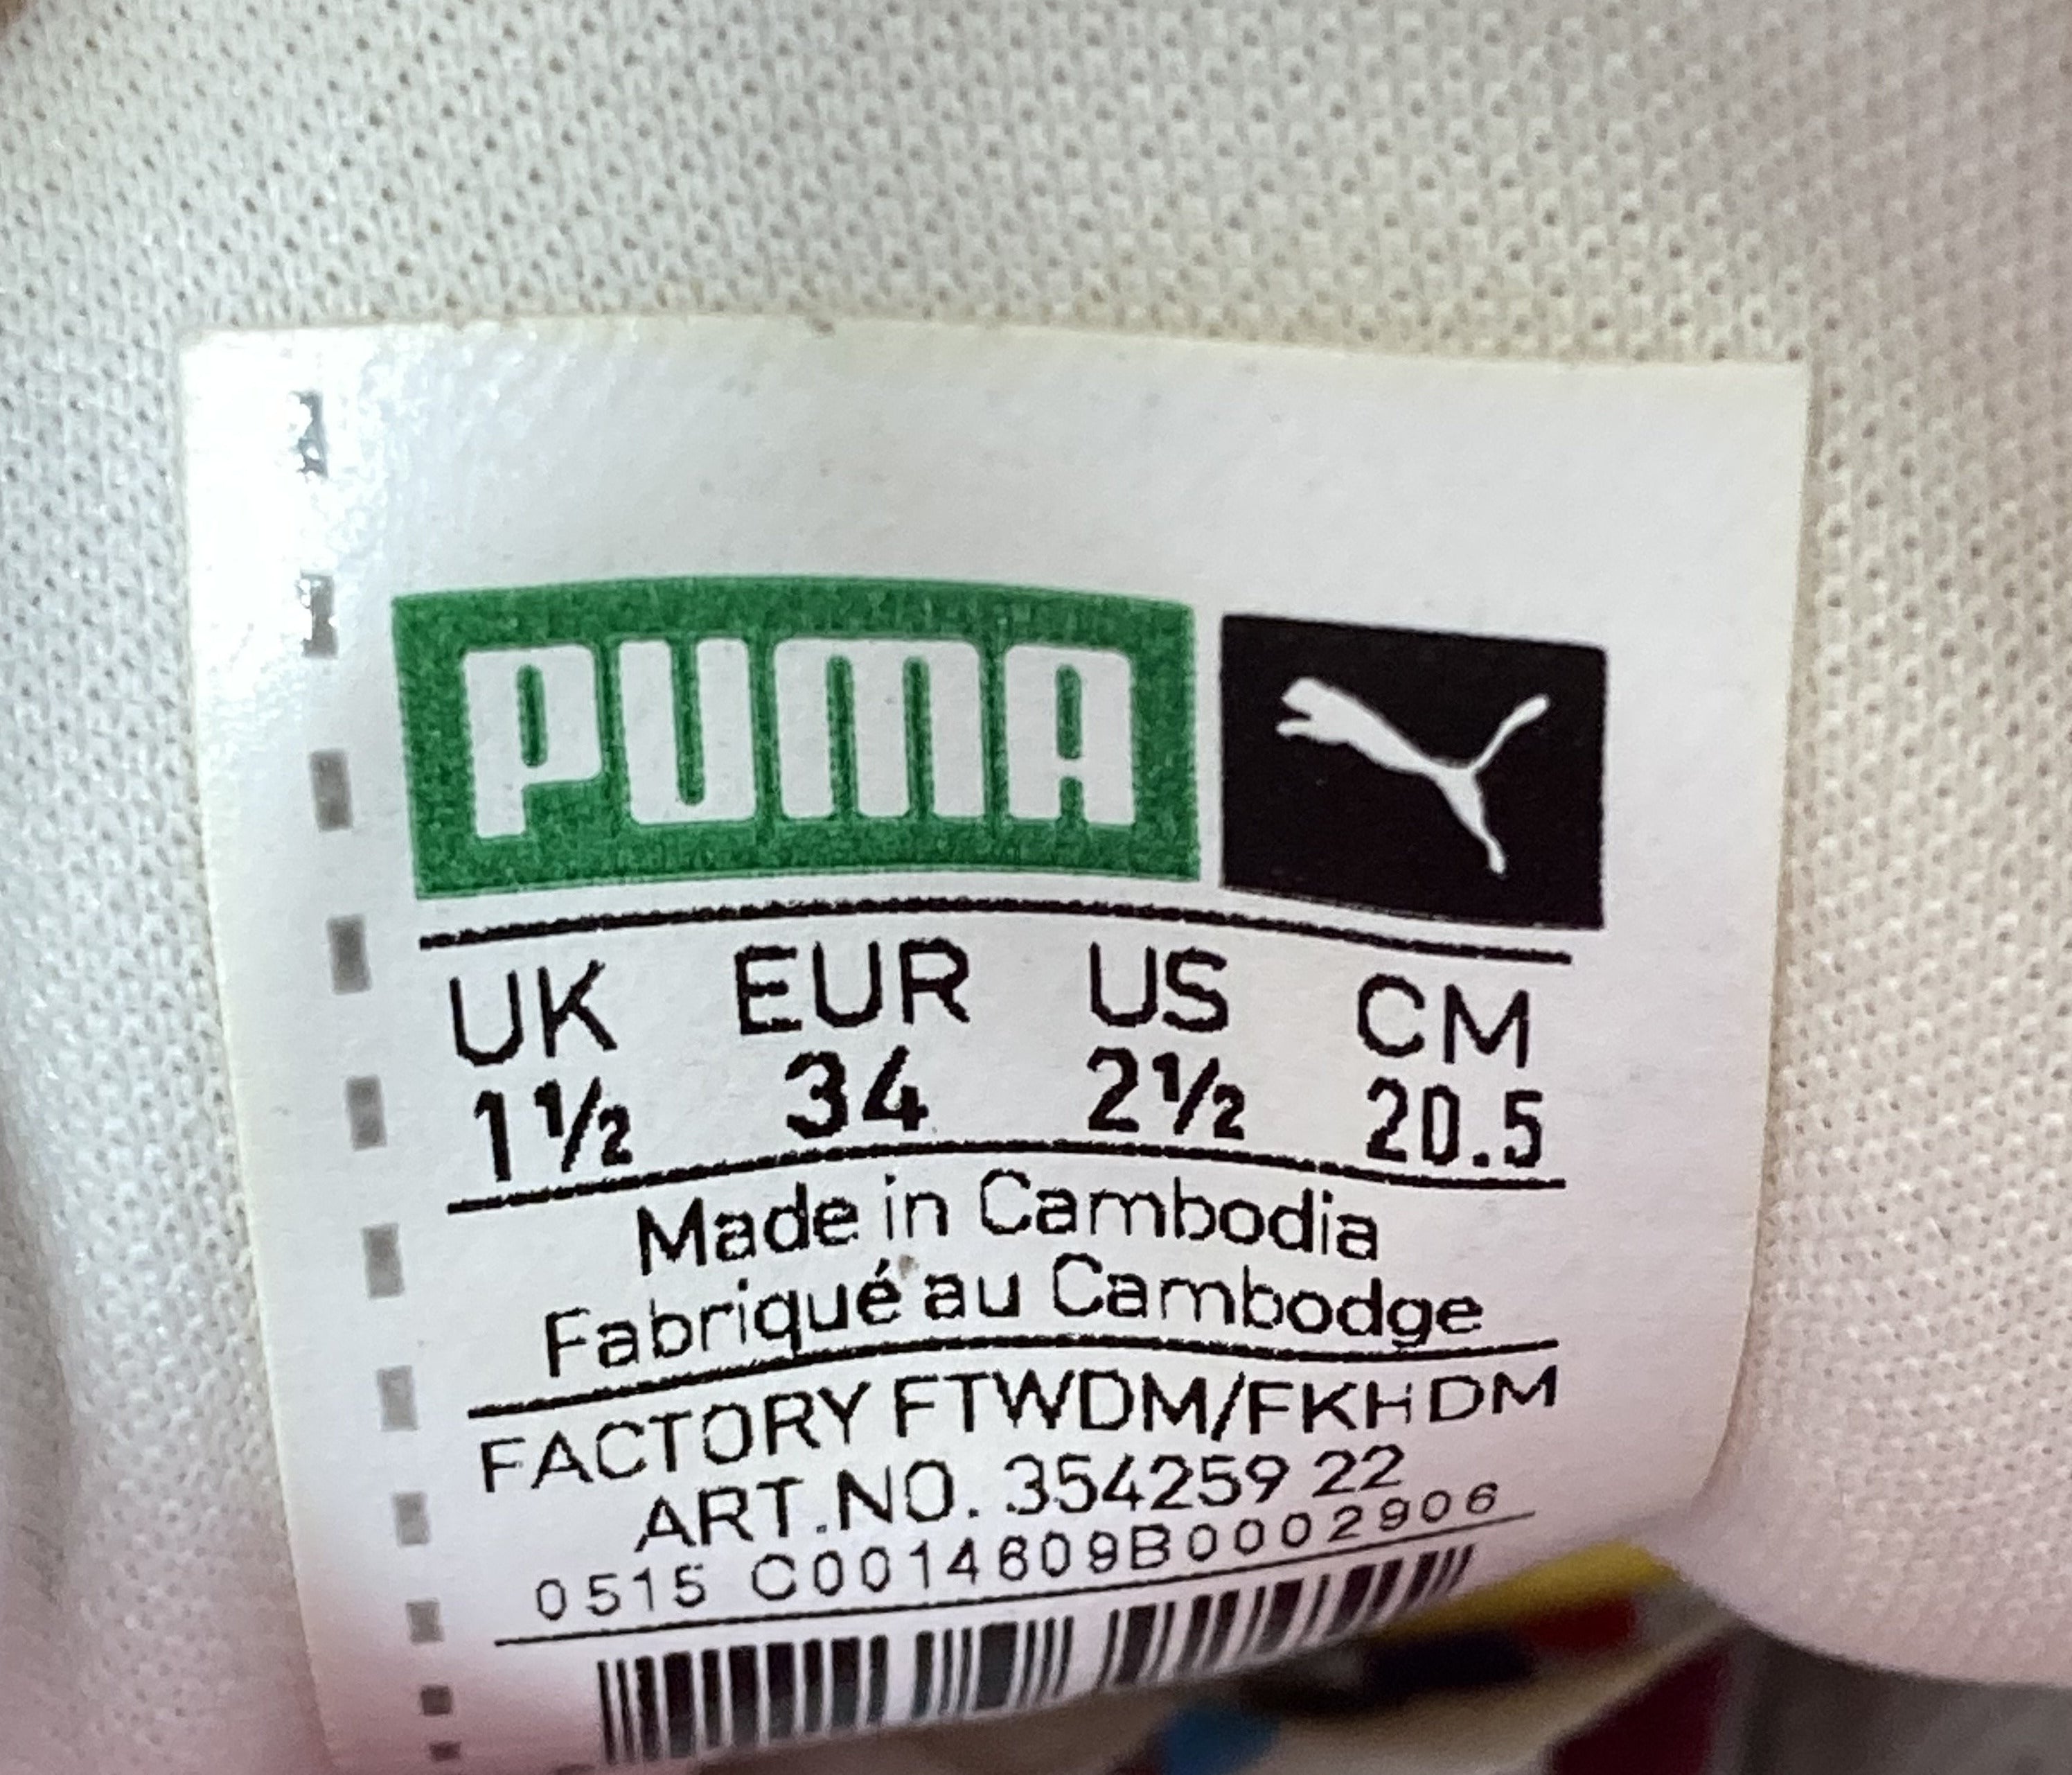 PUMA
UK EUR US CM
1½ 34 2½ 20.5
Made in Cambodia
Fabriqué au Cambodge
FACTORY FTWDM/FKHDM
ART.NO. 354259 22
0515 C0014609B0002906